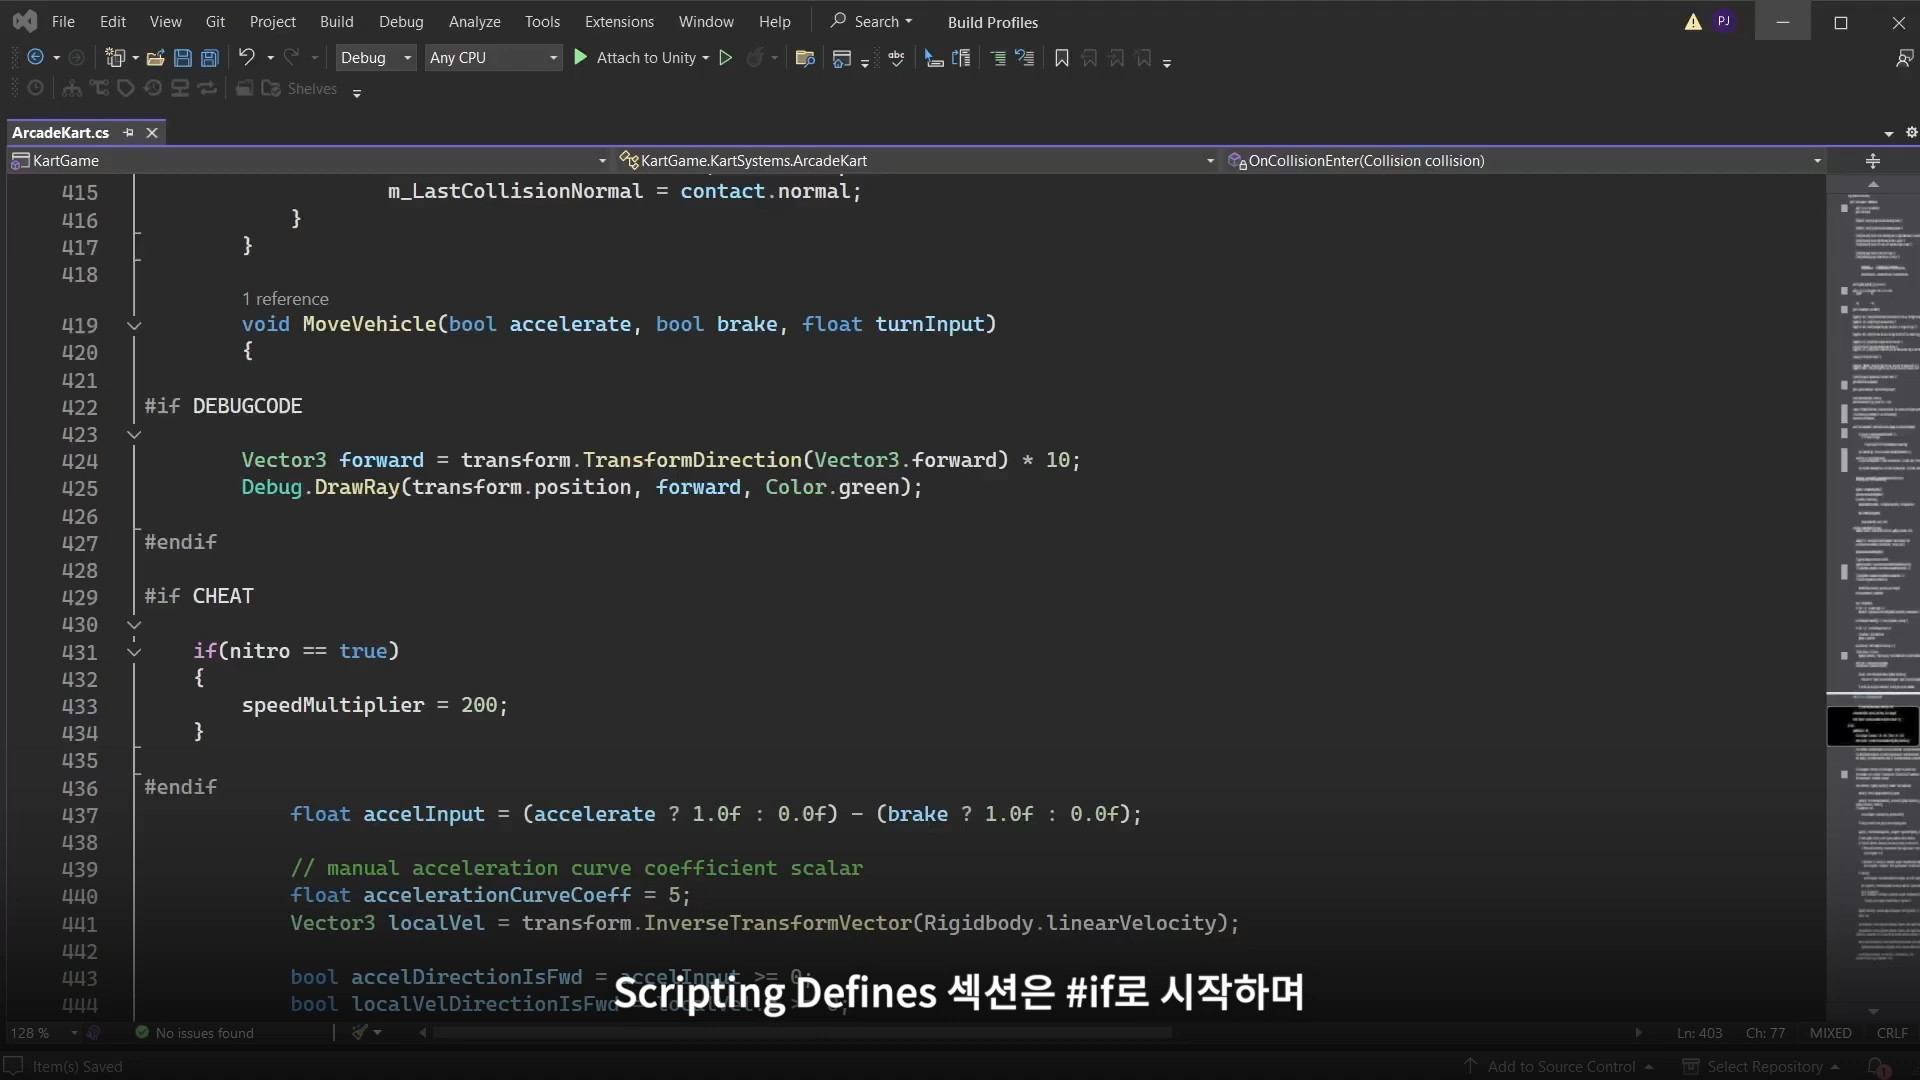 File Edit View Git Project Build Debug Analyze Tools Extensions Window Help Search Build Profiles PJ
Debug Any CPU Attach to Unity
Shelves
ArcadeKart.cs
KartGame KartGame.KartSystems.ArcadeKart OnCollisionEnter(Collision collision)
415 m_LastCollisionNormal = contact.normal;
416 }
417 }
418
1 reference
419 void MoveVehicle(bool accelerate, bool brake, float turnInput)
420 {
421
422 #if DEBUGCODE
423
424 Vector3 forward = transform.TransformDirection(Vector3.forward) * 10;
425 Debug.DrawRay(transform.position, forward, Color.green);
426
427 #endif
428
429 #if CHEAT
430
431 if(nitro == true)
432 {
433 speedMultiplier = 200;
434 }
435
436 #endif
437 float accelInput = (accelerate ? 1.0f : 0.0f) - (brake ? 1.0f : 0.0f);
438
439 // manual acceleration curve coefficient scalar
440 float accelerationCurveCoeff = 5;
441 Vector3 localVel = transform.InverseTransformVector(Rigidbody.linearVelocity);
442
443 bool accelDirectionIsFwd = accelInput >= 0;
444 bool localVelDirectionIsFwd
Scripting Defines 섹션은 #if로 시작하며
128 % No issues found Ln: 403 Ch: 77 MIXED CRLF
Item(s) Saved Add to Source Control Select Repository 1